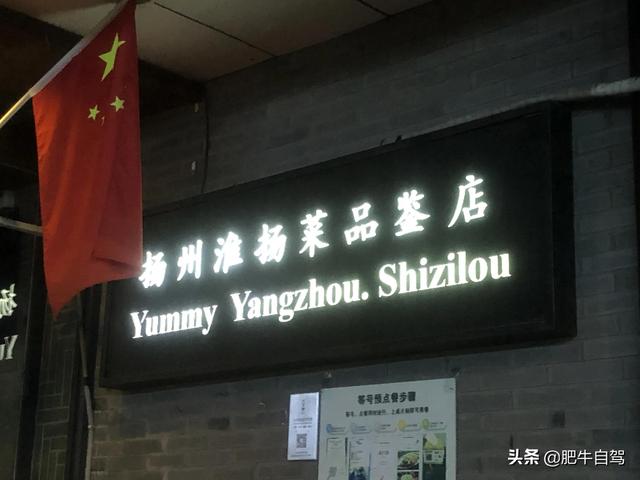 扬州淮扬菜品鉴店
Yummy Yangzhou. Shizilou
等号预点餐步骤
头条 @肥牛自驾